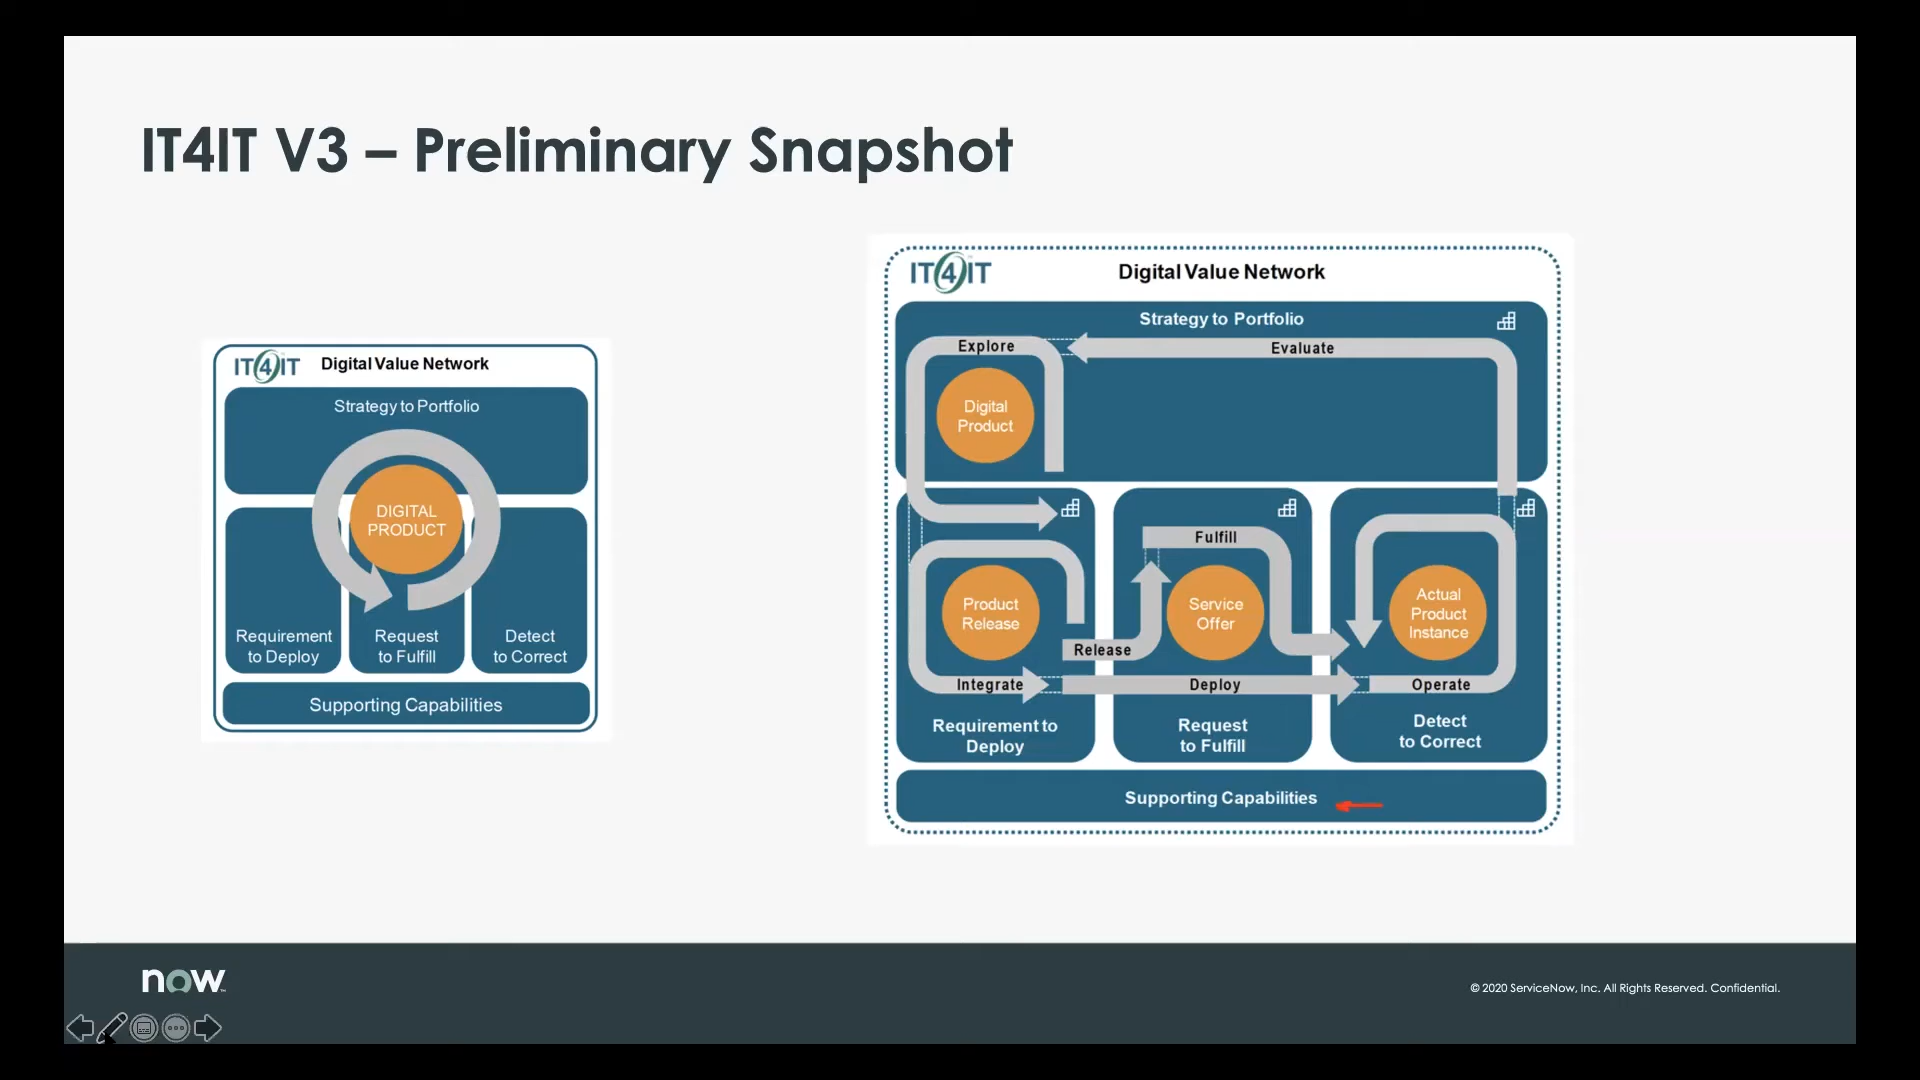 IT4IT V3 – Preliminary Snapshot
IT4IT
Digital Value Network
Strategy to Portfolio
DIGITAL
PRODUCT
Requirement
to Deploy
Request
to Fulfill
Detect
to Correct
Supporting Capabilities
IT4IT
Digital Value Network
Strategy to Portfolio
Explore
Evaluate
Digital
Product
Fulfill
Product
Release
Service
Offer
Actual
Product
Instance
Release
Integrate
Deploy
Operate
Requirement to
Deploy
Request
to Fulfill
Detect
to Correct
Supporting Capabilities
now
© 2020 ServiceNow, Inc. All Rights Reserved. Confidential.